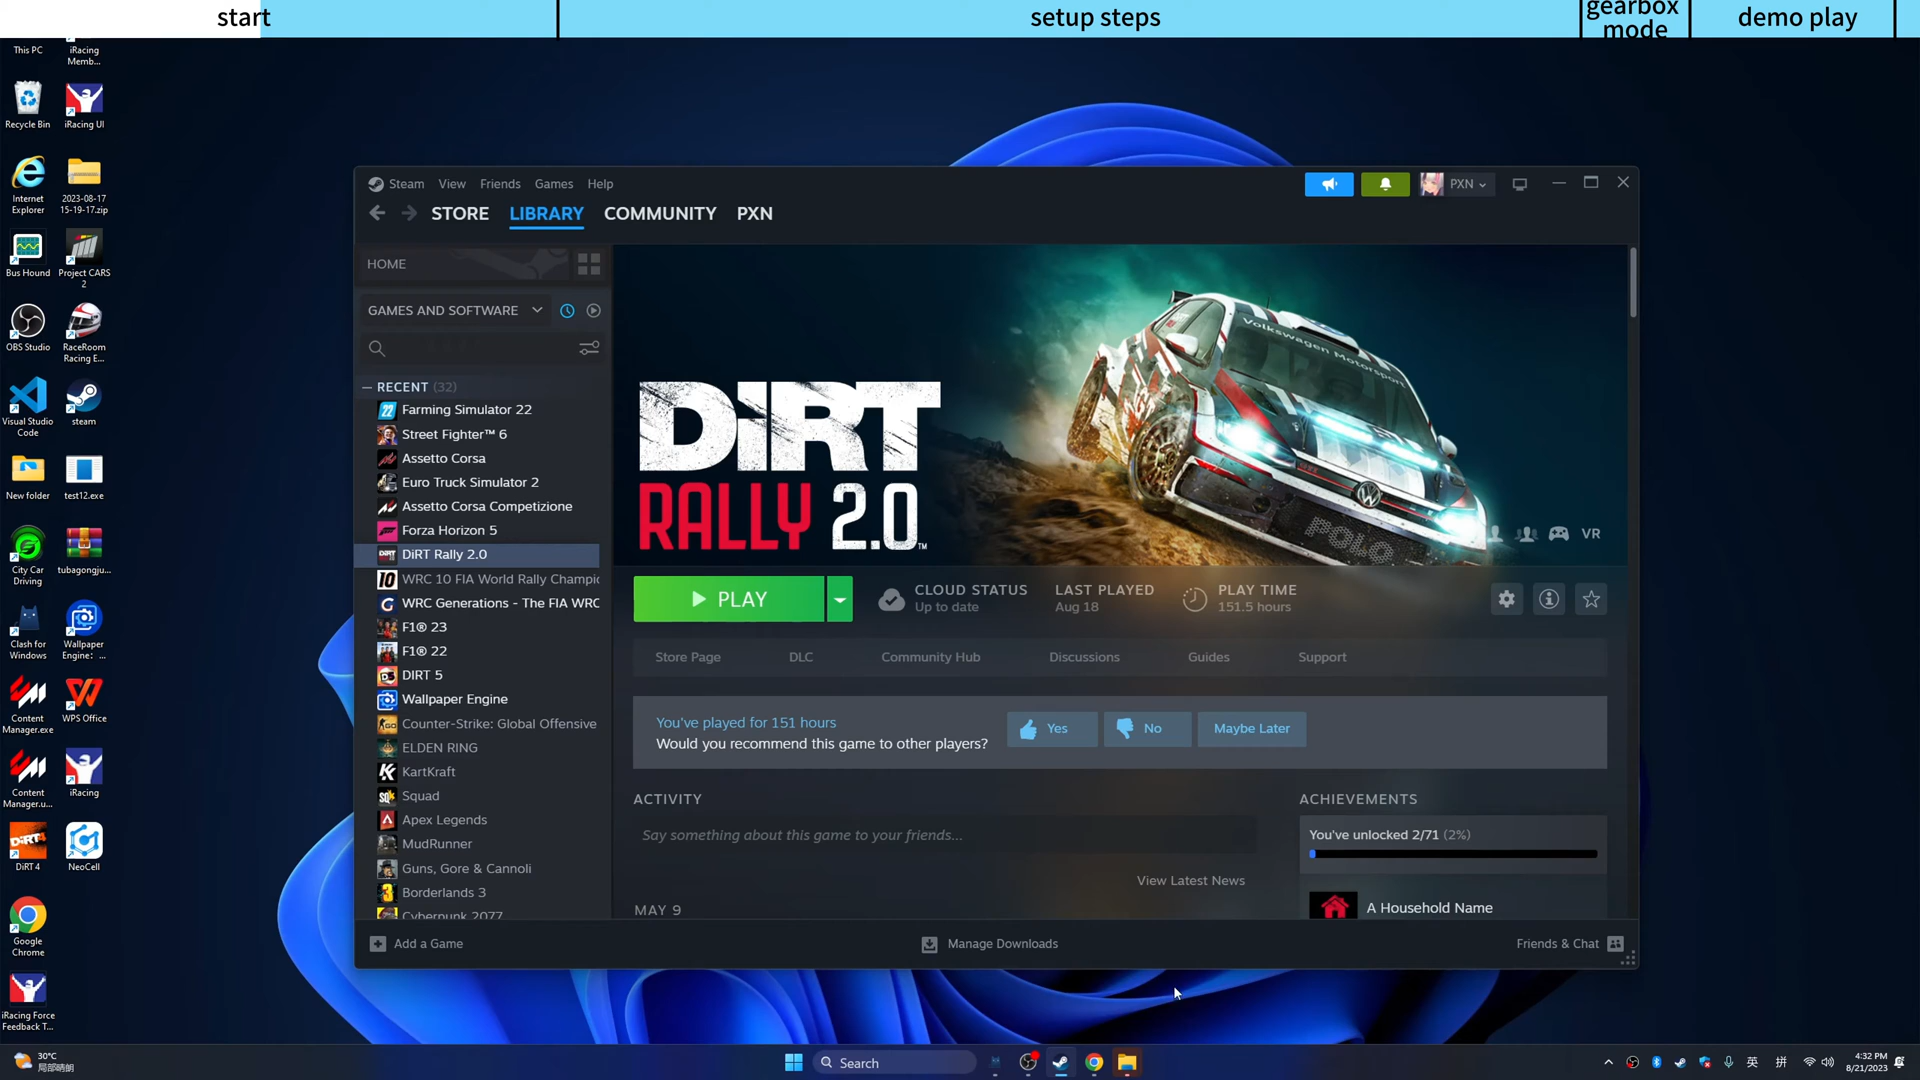 start
setup steps
gearbox
mode
demo play
This PC
iRacing
Memb...
Recycle Bin
iRacing UI
Internet
Explorer
2023-08-17
15-19-17.zip
Bus Hound
Project CARS
2
OBS Studio
RaceRoom
Racing E...
Visual Studio
Code
steam
New folder
test12.exe
City Car
Driving
tubagongju...
Clash for
Windows
Wallpaper
Engine: ...
Content
Manager.exe
WPS Office
Content
Manager.u...
iRacing
DiRT 4
NeoCell
Google
Chrome
iRacing Force
Feedback T...
Steam
View
Friends
Games
Help
PXN
STORE
LIBRARY
COMMUNITY
PXN
HOME
GAMES AND SOFTWARE
RECENT (32)
Farming Simulator 22
Street Fighter™ 6
Assetto Corsa
Euro Truck Simulator 2
Assetto Corsa Competizione
Forza Horizon 5
DiRT Rally 2.0
WRC 10 FIA World Rally Champic
WRC Generations - The FIA WRC
F1® 23
F1® 22
DIRT 5
Wallpaper Engine
Counter-Strike: Global Offensive
ELDEN RING
KartKraft
Squad
Apex Legends
MudRunner
Guns, Gore & Cannoli
Borderlands 3
Cyberpunk 2077
DiRT
RALLY 2.0™
Volkswagen Motorsport
POLO
VR
PLAY
CLOUD STATUS
Up to date
LAST PLAYED
Aug 18
PLAY TIME
151.5 hours
Store Page
DLC
Community Hub
Discussions
Guides
Support
You've played for 151 hours
Would you recommend this game to other players?
Yes
No
Maybe Later
ACTIVITY
Say something about this game to your friends...
View Latest News
MAY 9
ACHIEVEMENTS
You've unlocked 2/71 (2%)
A Household Name
Add a Game
Manage Downloads
Friends & Chat
30°C
局部晴朗
Search
英
拼
4:32 PM
8/21/2023